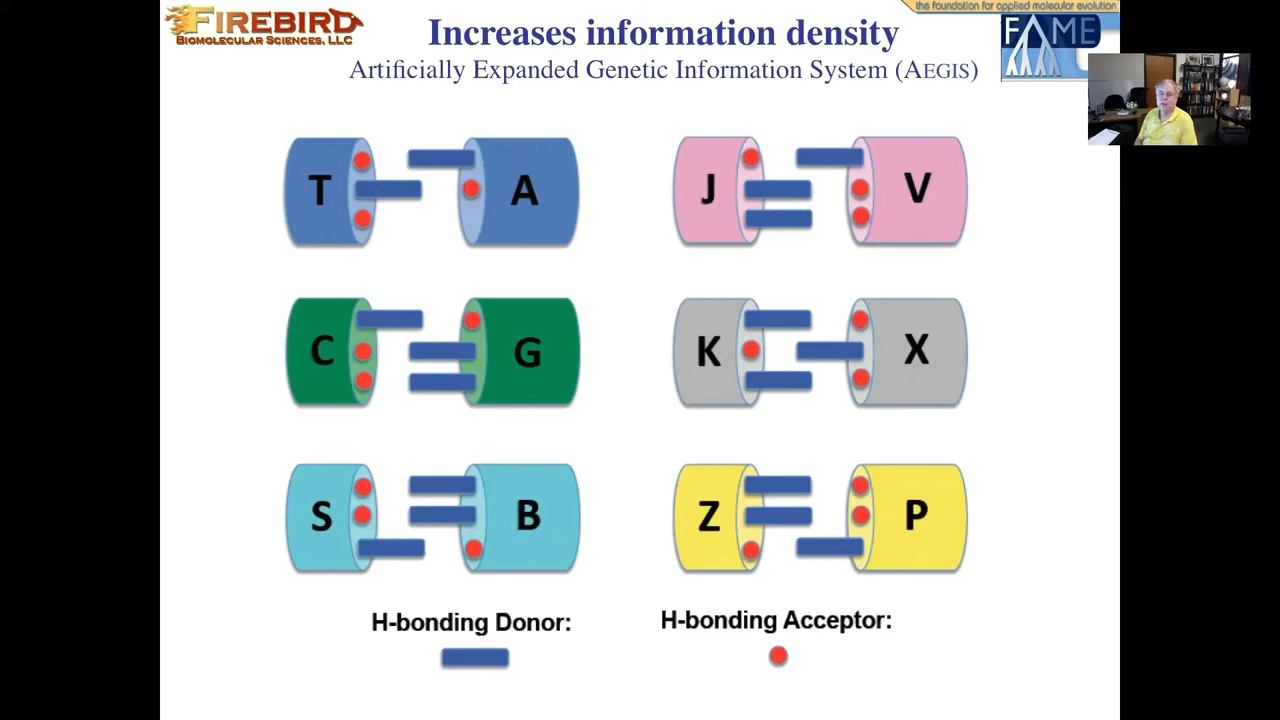 FIREBIRD
BIOMOLECULAR SCIENCES, LLC
the foundation for applied molecular evolution
FAME
Increases information density
Artificially Expanded Genetic Information System (AEGIS)
T A J V
C G K X
S B Z P
H-bonding Donor: H-bonding Acceptor: